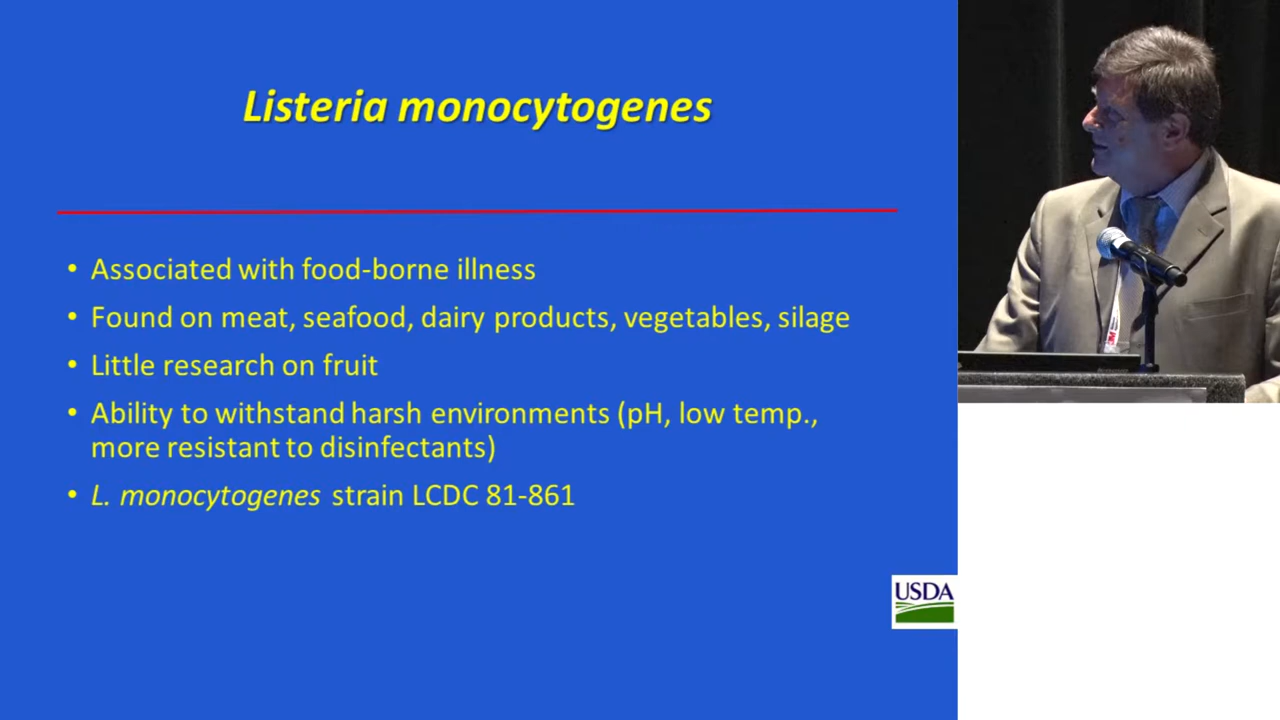 Listeria monocytogenes
• Associated with food-borne illness
• Found on meat, seafood, dairy products, vegetables, silage
• Little research on fruit
• Ability to withstand harsh environments (pH, low temp.,
more resistant to disinfectants)
• L. monocytogenes strain LCDC 81-861
USDA
3M